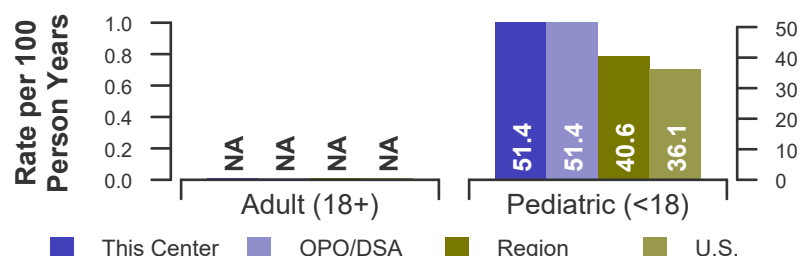 Rate per 100
Person Years
1.0
0.8
0.6
0.4
0.2
0.0
NA
NA
NA
NA
51.4
51.4
40.6
36.1
50
40
30
20
10
0
Adult (18+)
Pediatric (<18)
This Center
OPO/DSA
Region
U.S.